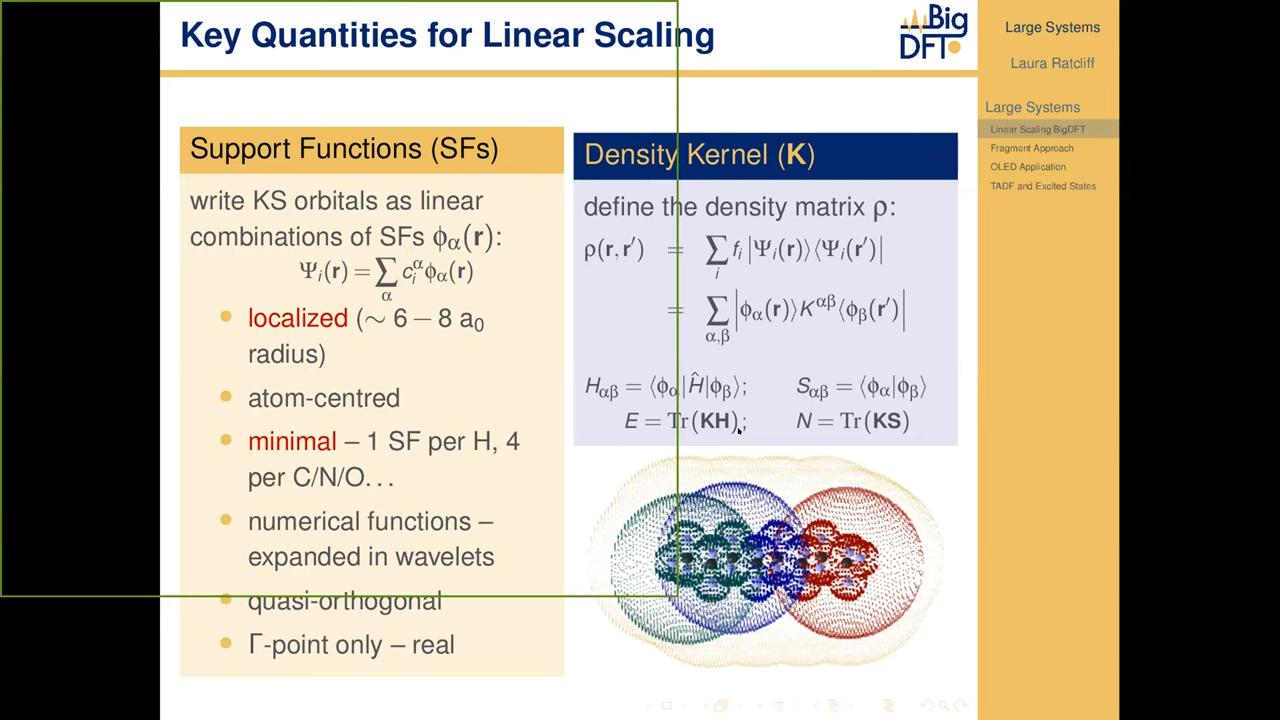 Key Quantities for Linear Scaling
Big
DFT
Large Systems
Laura Ratcliff
Large Systems
Linear Scaling BigDFT
Fragment Approach
OLED Application
TADF and Excited States
Support Functions (SFs)
write KS orbitals as linear
combinations of SFs ϕα(r):
Ψᵢ(r) = ∑α cᵢᵅϕα(r)
localized (∼ 6 – 8 a₀
radius)
atom-centred
minimal – 1 SF per H, 4
per C/N/O...
numerical functions –
expanded in wavelets
quasi-orthogonal
Γ-point only – real
Density Kernel (K)
define the density matrix ρ:
ρ(r,r′) = ∑ᵢ fᵢ|Ψᵢ(r)⟩⟨Ψᵢ(r′)|
= ∑α,β |ϕα(r)⟩Kᵅᵝ⟨ϕβ(r′)|
Hαβ = ⟨ϕα|Ĥ|ϕβ⟩; Sαβ = ⟨ϕα|ϕβ⟩
E = Tr(KH); N = Tr(KS)